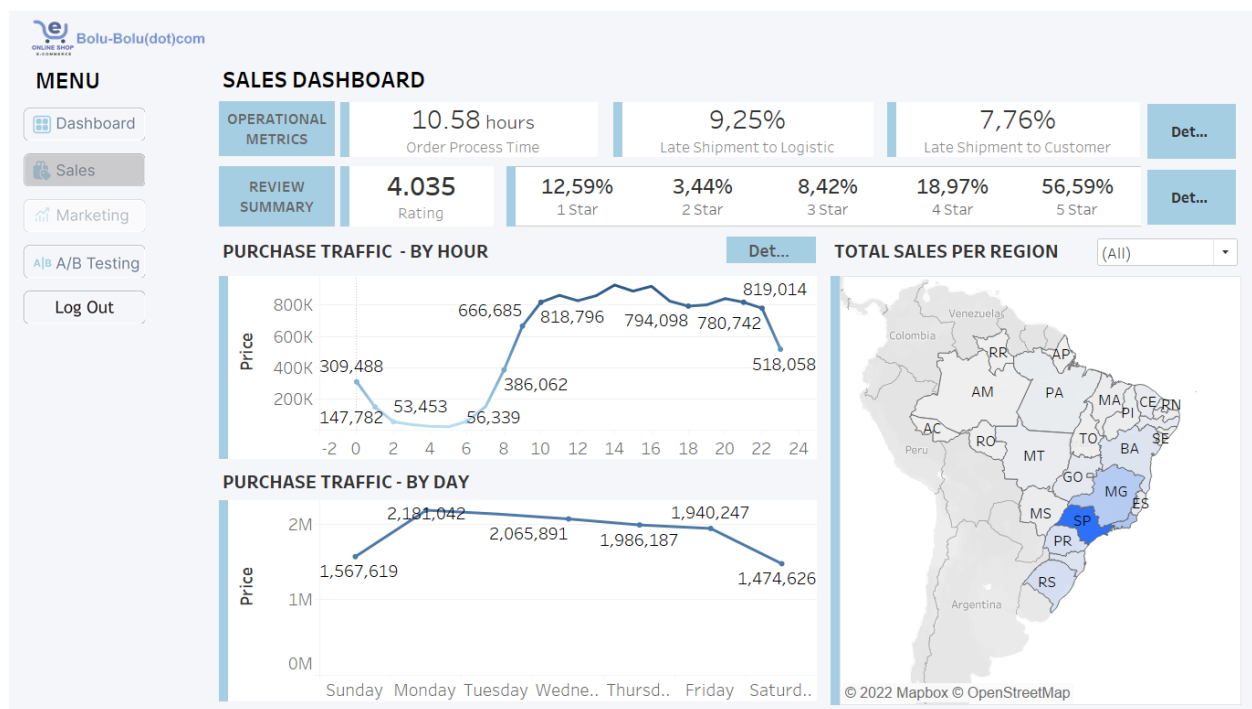 e
ONLINE SHOP
E-COMMERCE
Bolu-Bolu(dot)com
MENU
Dashboard
Sales
Marketing
A|B A/B Testing
Log Out
SALES DASHBOARD
OPERATIONAL
METRICS
10.58 hours
Order Process Time
9,25%
Late Shipment to Logistic
7,76%
Late Shipment to Customer
Det...
REVIEW
SUMMARY
4.035
Rating
12,59%
1 Star
3,44%
2 Star
8,42%
3 Star
18,97%
4 Star
56,59%
5 Star
Det...
PURCHASE TRAFFIC - BY HOUR
Det...
Price
800K
600K
400K
200K
309,488
147,782
53,453
56,339
386,062
666,685
818,796
794,098
780,742
819,014
518,058
-2 0 2 4 6 8 10 12 14 16 18 20 22 24
PURCHASE TRAFFIC - BY DAY
Price
2M
1M
0M
1,567,619
2,181,042
2,065,891
1,986,187
1,940,247
1,474,626
Sunday Monday Tuesday Wedne.. Thursd.. Friday Saturd..
TOTAL SALES PER REGION
(All)
Venezuela
Colombia
RR
AP
AM
PA
MA
CE
RN
PI
AC
Peru
RO
TO
SE
BA
MT
GO
MG
ES
MS
SP
PR
RS
Argentina
© 2022 Mapbox © OpenStreetMap